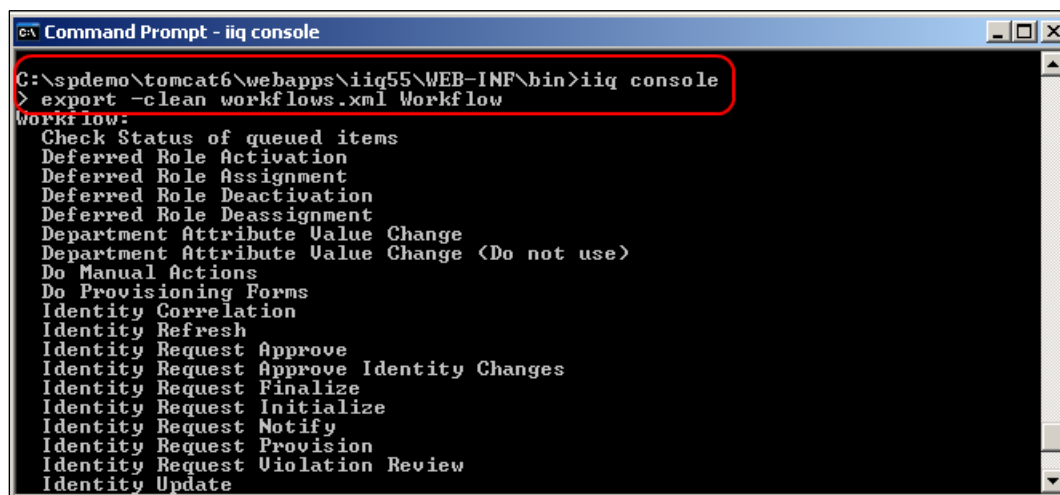 Command Prompt - iiq console
C:\spdemo\tomcat6\webapps\iiq55\WEB-INF\bin>iiq console
> export -clean workflows.xml Workflow
Workflow:
Check Status of queued items
Deferred Role Activation
Deferred Role Assignment
Deferred Role Deactivation
Deferred Role Deassignment
Department Attribute Value Change
Department Attribute Value Change (Do not use)
Do Manual Actions
Do Provisioning Forms
Identity Correlation
Identity Refresh
Identity Request Approve
Identity Request Approve Identity Changes
Identity Request Finalize
Identity Request Initialize
Identity Request Notify
Identity Request Provision
Identity Request Violation Review
Identity Update